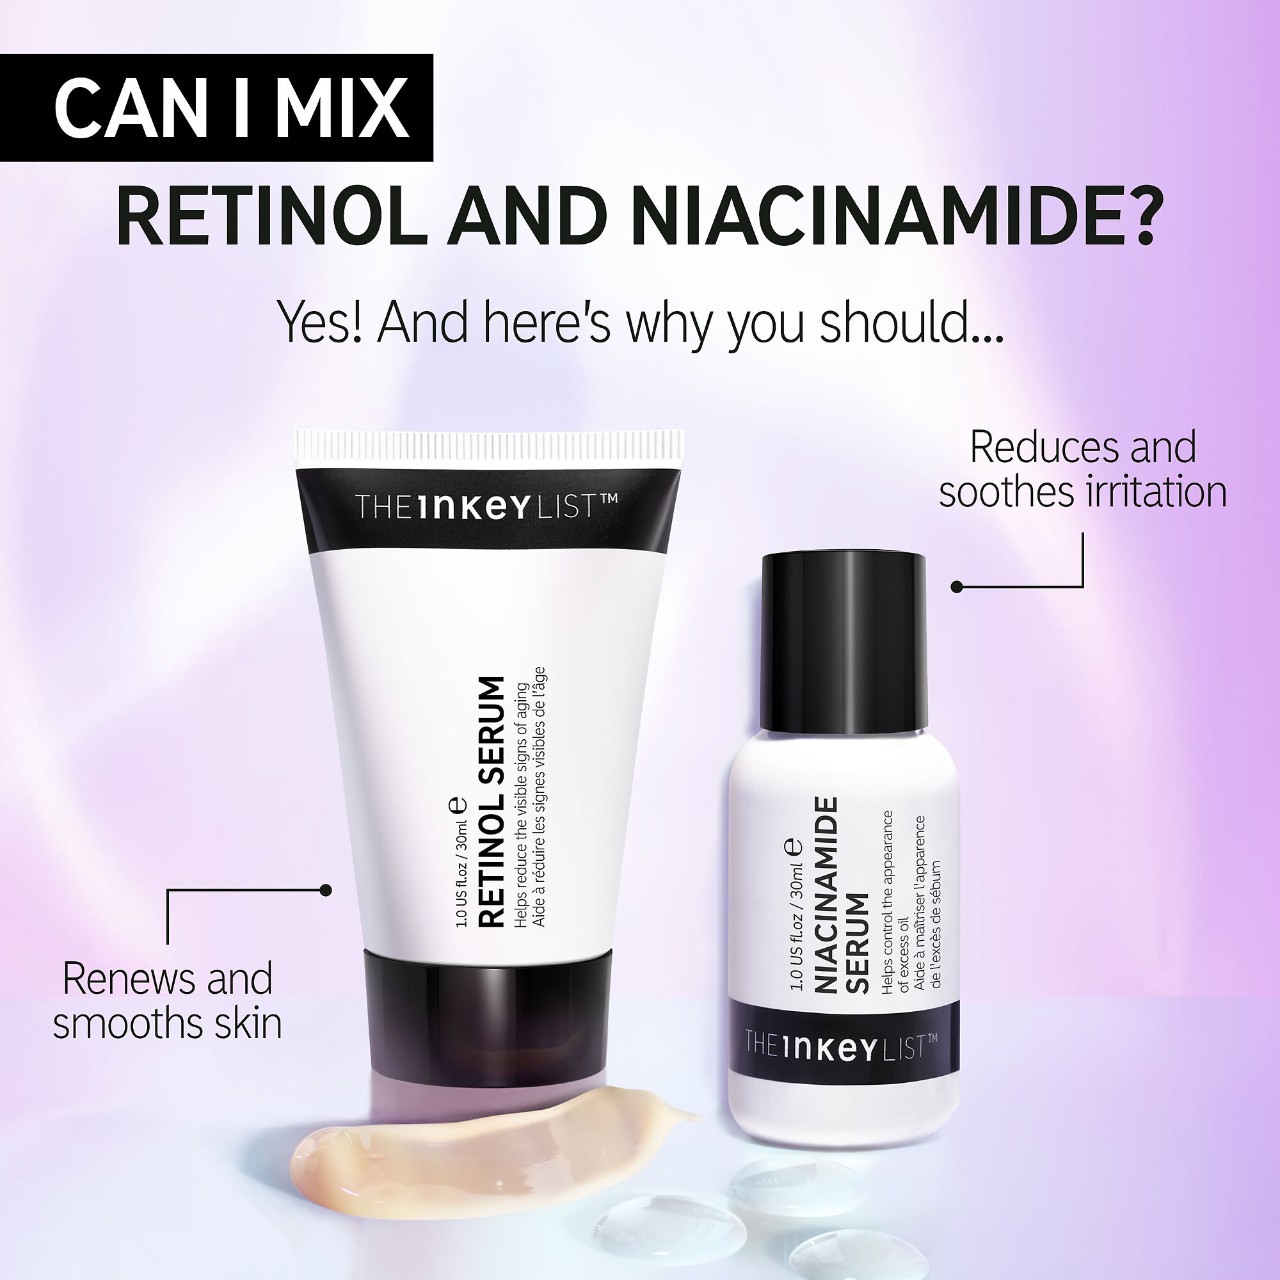 CAN I MIX
RETINOL AND NIACINAMIDE?
Yes! And here's why you should...
Reduces and
soothes irritation
THE INKEY LIST™
1.0 US fl.oz / 30ml ℮
RETINOL SERUM
Helps reduce the visible signs of aging
Aide à réduire les signes visibles de l'âge
1.0 US fl.oz / 30ml ℮
NIACINAMIDE
SERUM
Helps control the appearance
of excess oil
Aide à maîtriser l'apparence
de l'excès de sébum
THE INKEY LIST™
Renews and
smooths skin